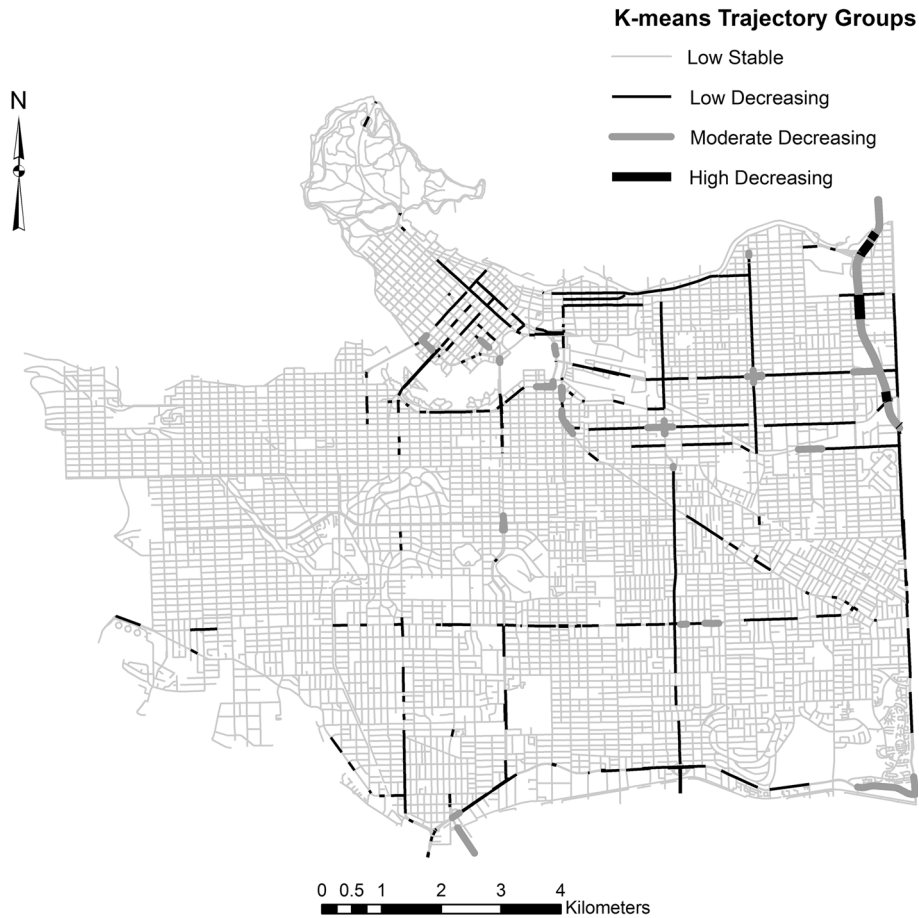 K-means Trajectory Groups
Low Stable
Low Decreasing
Moderate Decreasing
High Decreasing
N
0 0.5 1 2 3 4
Kilometers